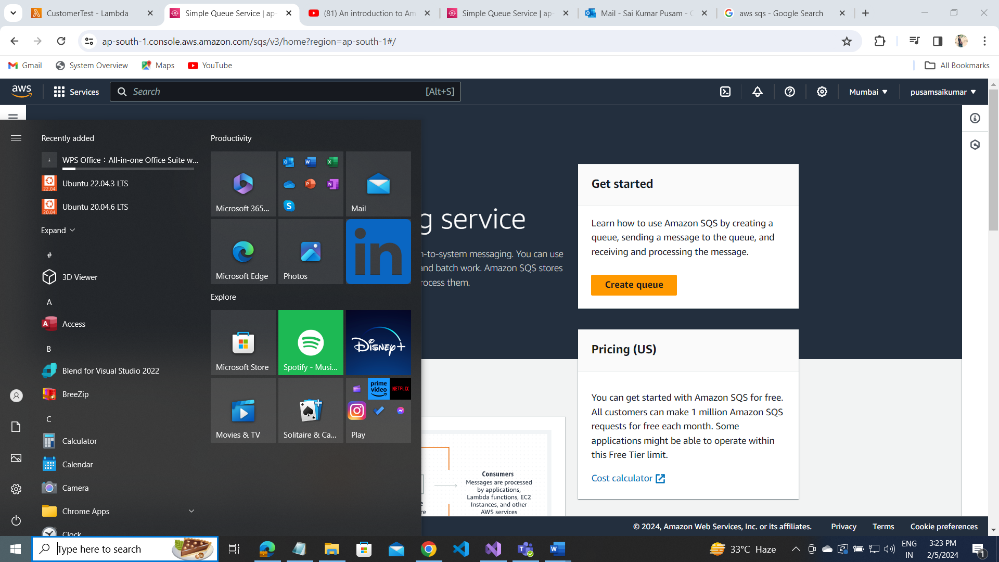 CustomerTest - Lambda
Simple Queue Service | ap
(81) An introduction to Am
Simple Queue Service | ap
Mail - Sai Kumar Pusam - O
aws sqs - Google Search
ap-south-1.console.aws.amazon.com/sqs/v3/home?region=ap-south-1#/
Gmail
System Overview
Maps
YouTube
All Bookmarks
aws
Services
Search
[Alt+S]
Mumbai
pusamsaikumar
Recently added
WPS Office：All-in-one Office Suite w...
Ubuntu 22.04.3 LTS
Ubuntu 20.04.6 LTS
Expand
#
3D Viewer
A
Access
B
Blend for Visual Studio 2022
BreeZip
C
Calculator
Calendar
Camera
Chrome Apps
Clock
Productivity
Microsoft 365...
Mail
Microsoft Edge
Photos
in
Explore
Microsoft Store
Spotify - Musi...
Disney+
Movies & TV
Solitaire & Ca...
prime video
Play
g service
m-to-system messaging. You can use
and batch work. Amazon SQS stores
ocess them.
Get started
Learn how to use Amazon SQS by creating a
queue, sending a message to the queue, and
receiving and processing the message.
Create queue
Pricing (US)
You can get started with Amazon SQS for free.
All customers can make 1 million Amazon SQS
requests for free each month. Some
applications might be able to operate within
this Free Tier limit.
Cost calculator
Consumers
Messages are processed
by applications,
Lambda functions, EC2
Instances, and other
AWS services
© 2024, Amazon Web Services, Inc. or its affiliates.
Privacy
Terms
Cookie preferences
Type here to search
33°C Haze
ENG
IN
3:23 PM
2/5/2024
1